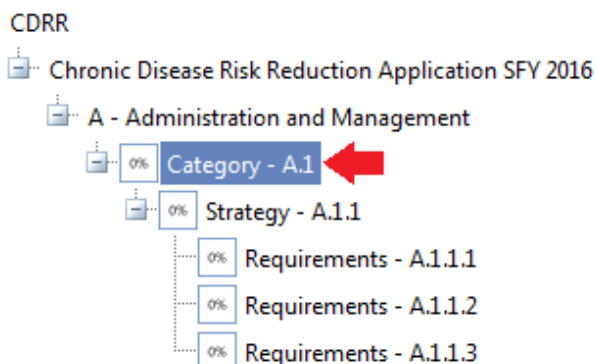 CDRR
Chronic Disease Risk Reduction Application SFY 2016
A - Administration and Management
0% Category - A.1
0% Strategy - A.1.1
0% Requirements - A.1.1.1
0% Requirements - A.1.1.2
0% Requirements - A.1.1.3